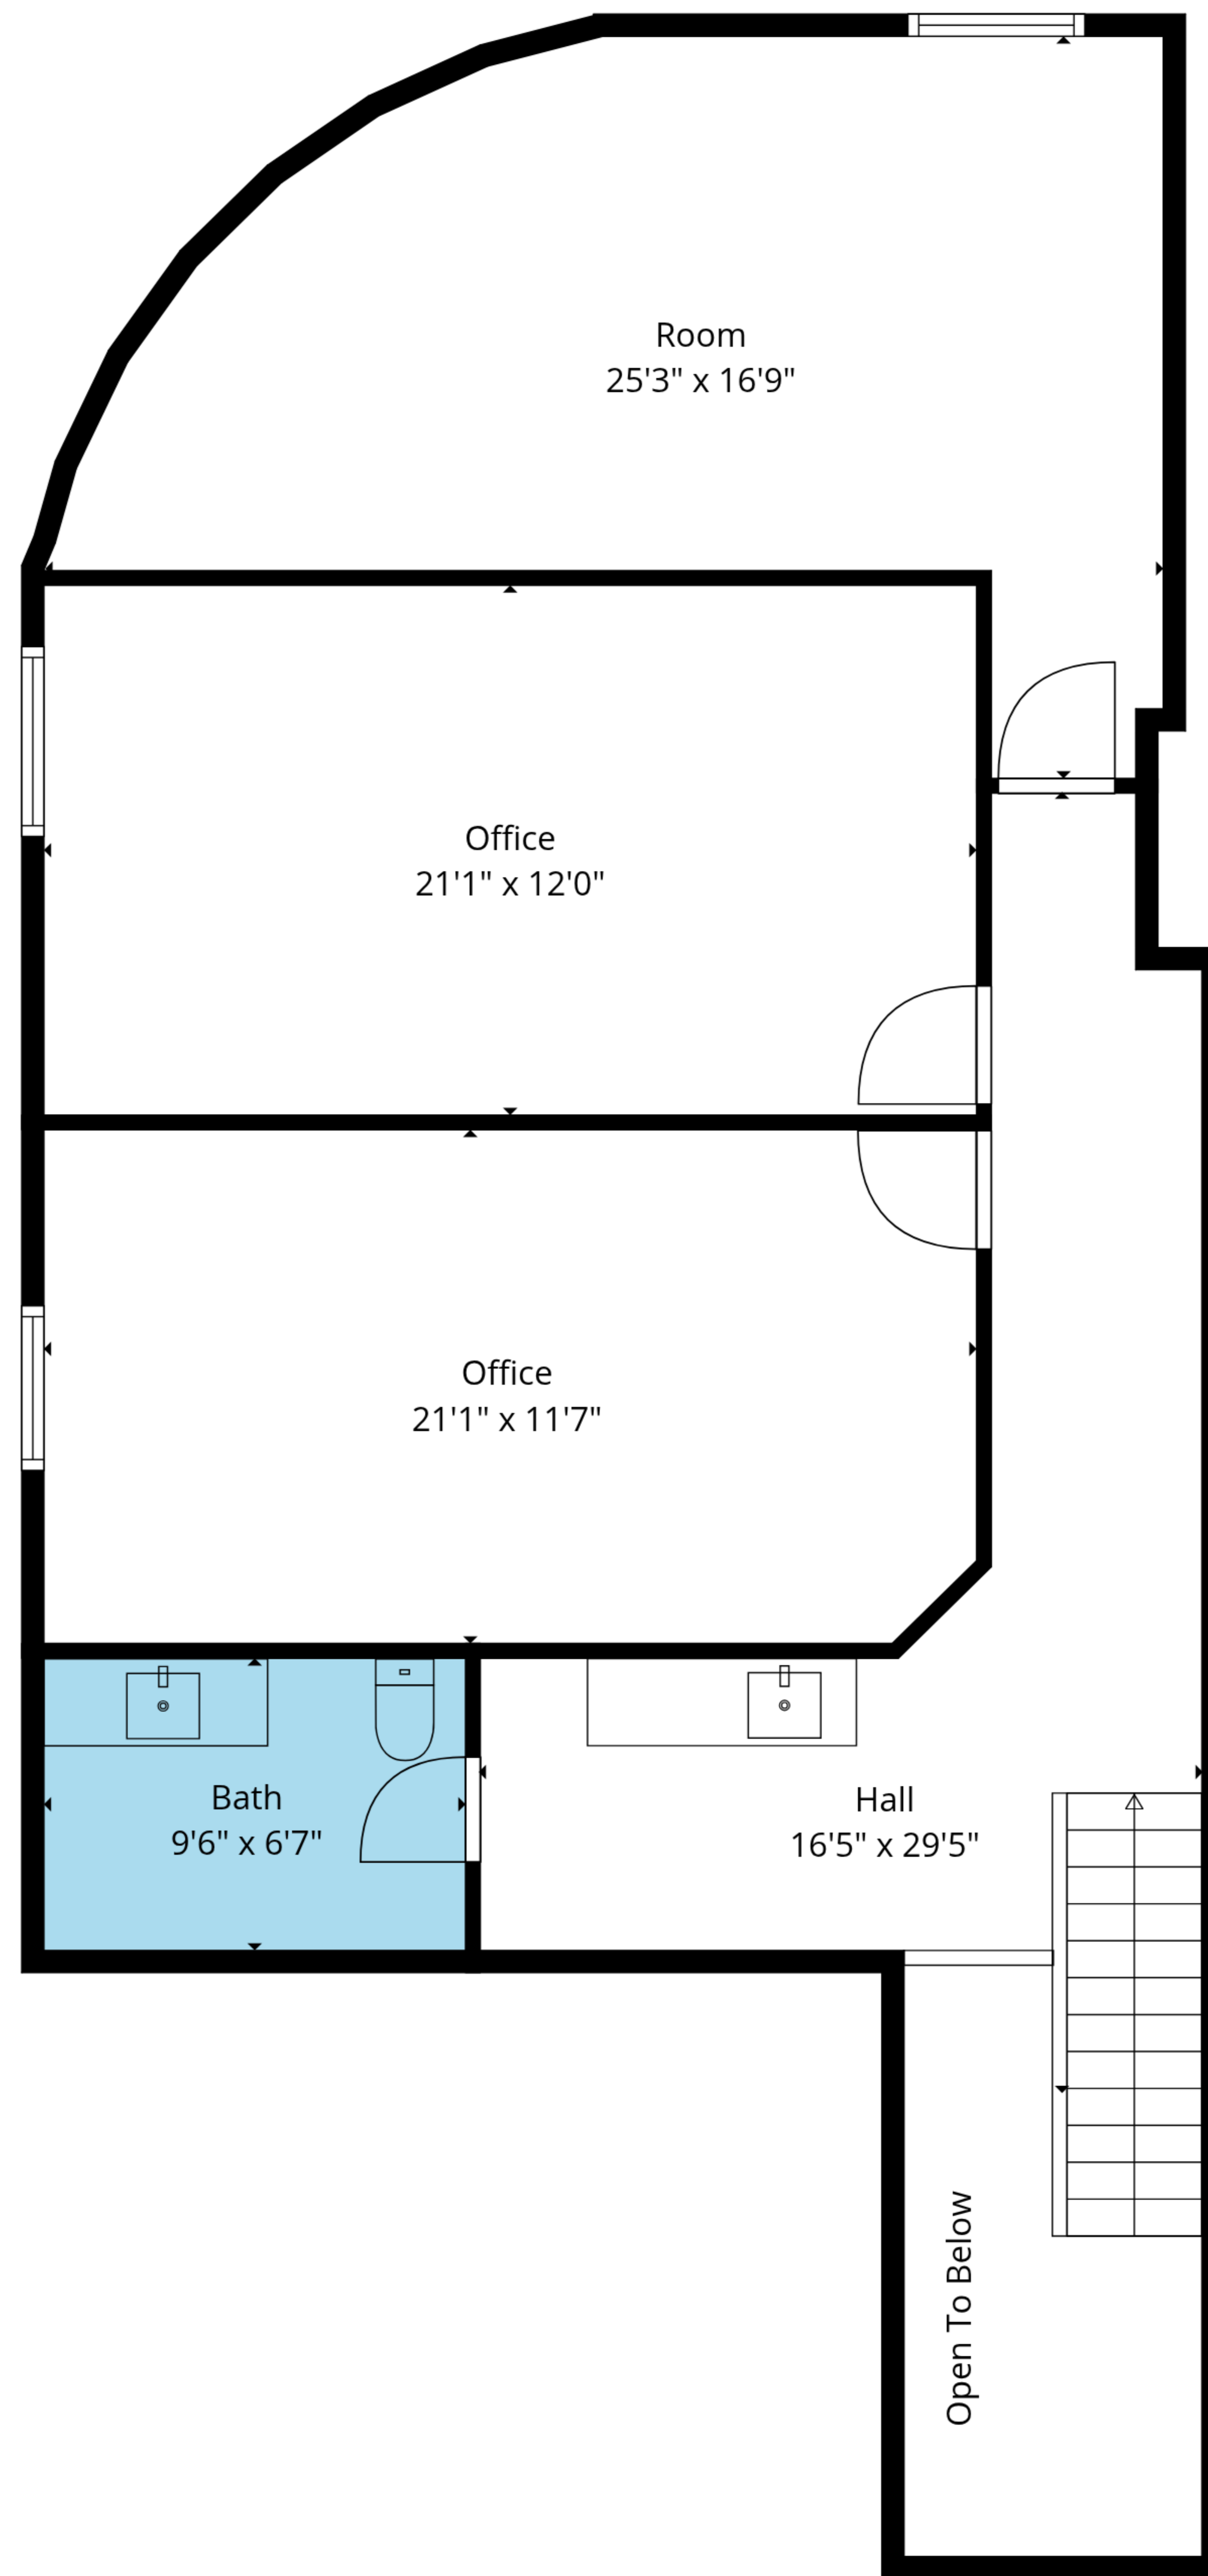 Room
25'3" x 16'9"
Office
21'1" x 12'0"
Office
21'1" x 11'7"
Bath
9'6" x 6'7"
Hall
16'5" x 29'5"
Open To Below